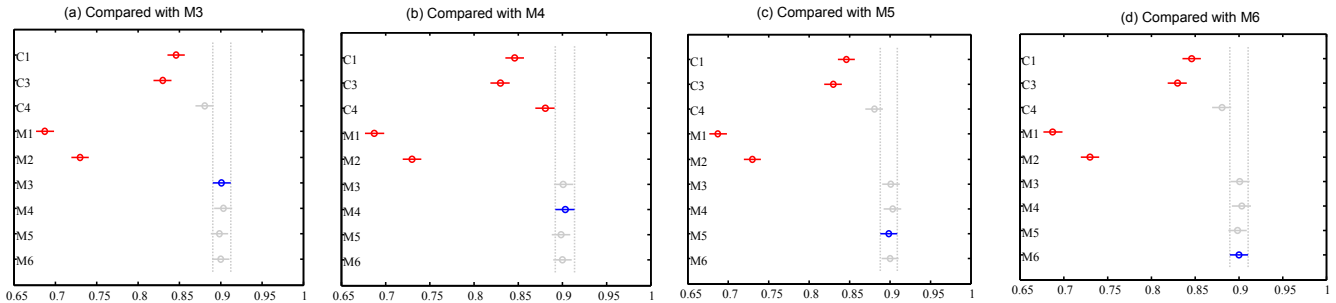 (a) Compared with M3
C1
C3
C4
M1
M2
M3
M4
M5
M6
0.65 0.7 0.75 0.8 0.85 0.9 0.95 1
(b) Compared with M4
C1
C3
C4
M1
M2
M3
M4
M5
M6
0.65 0.7 0.75 0.8 0.85 0.9 0.95 1
(c) Compared with M5
C1
C3
C4
M1
M2
M3
M4
M5
M6
0.65 0.7 0.75 0.8 0.85 0.9 0.95 1
(d) Compared with M6
C1
C3
C4
M1
M2
M3
M4
M5
M6
0.65 0.7 0.75 0.8 0.85 0.9 0.95 1